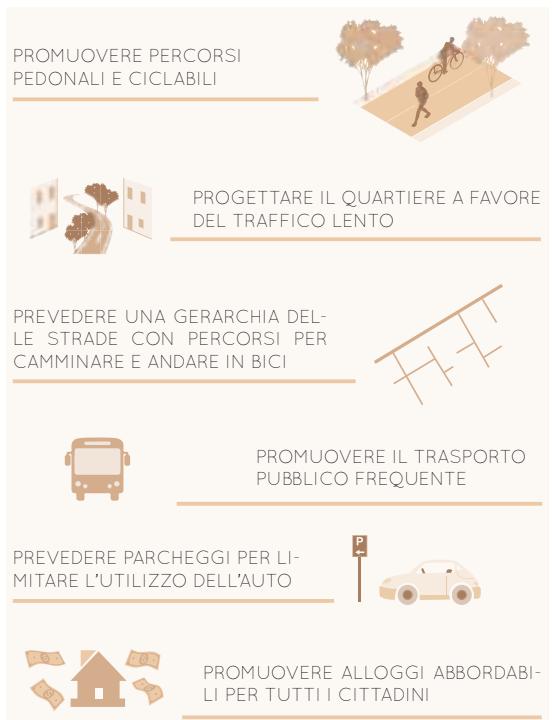 PROMUOVERE PERCORSI
PEDONALI E CICLABILI
PROGETTARE IL QUARTIERE A FAVORE
DEL TRAFFICO LENTO
PREVEDERE UNA GERARCHIA DEL-
LE STRADE CON PERCORSI PER
CAMMINARE E ANDARE IN BICI
PROMUOVERE IL TRASPORTO
PUBBLICO FREQUENTE
P
PREVEDERE PARCHEGGI PER LI-
MITARE L'UTILIZZO DELL'AUTO
PROMUOVERE ALLOGGI ABBORDABI-
LI PER TUTTI I CITTADINI